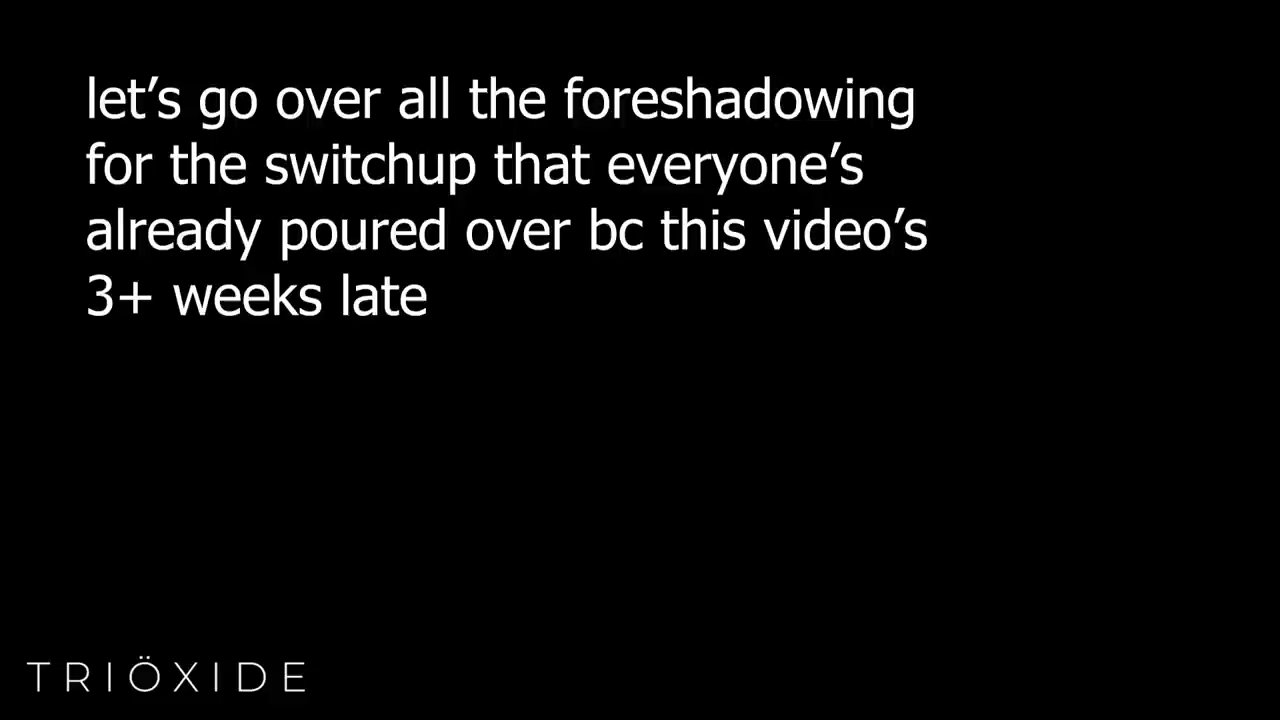 let’s go over all the foreshadowing
for the switchup that everyone’s
already poured over bc this video’s
3+ weeks late
TRIÖXIDE